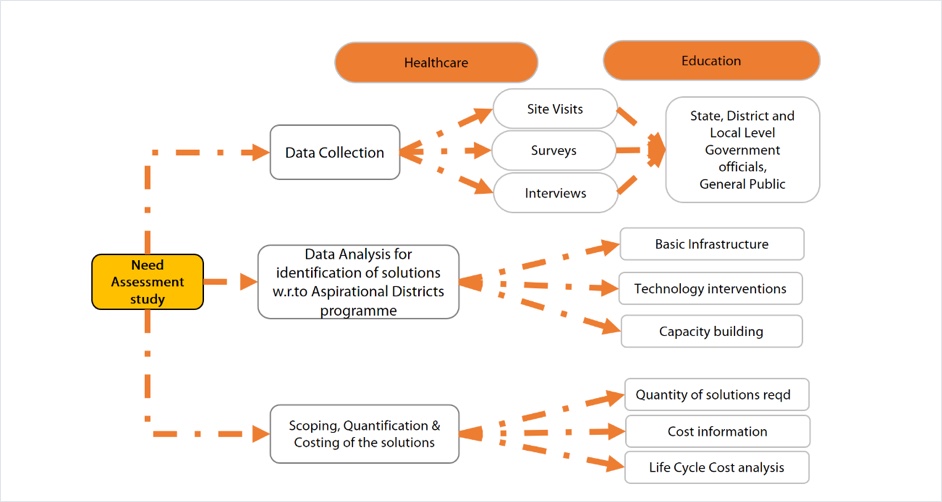 Healthcare
Education
Need
Assessment
study
Data Collection
Site Visits
Surveys
Interviews
State, District and
Local Level
Government
officials,
General Public
Data Analysis for
identification of solutions
w.r.to Aspirational Districts
programme
Basic Infrastructure
Technology interventions
Capacity building
Scoping, Quantification &
Costing of the solutions
Quantity of solutions reqd
Cost information
Life Cycle Cost analysis